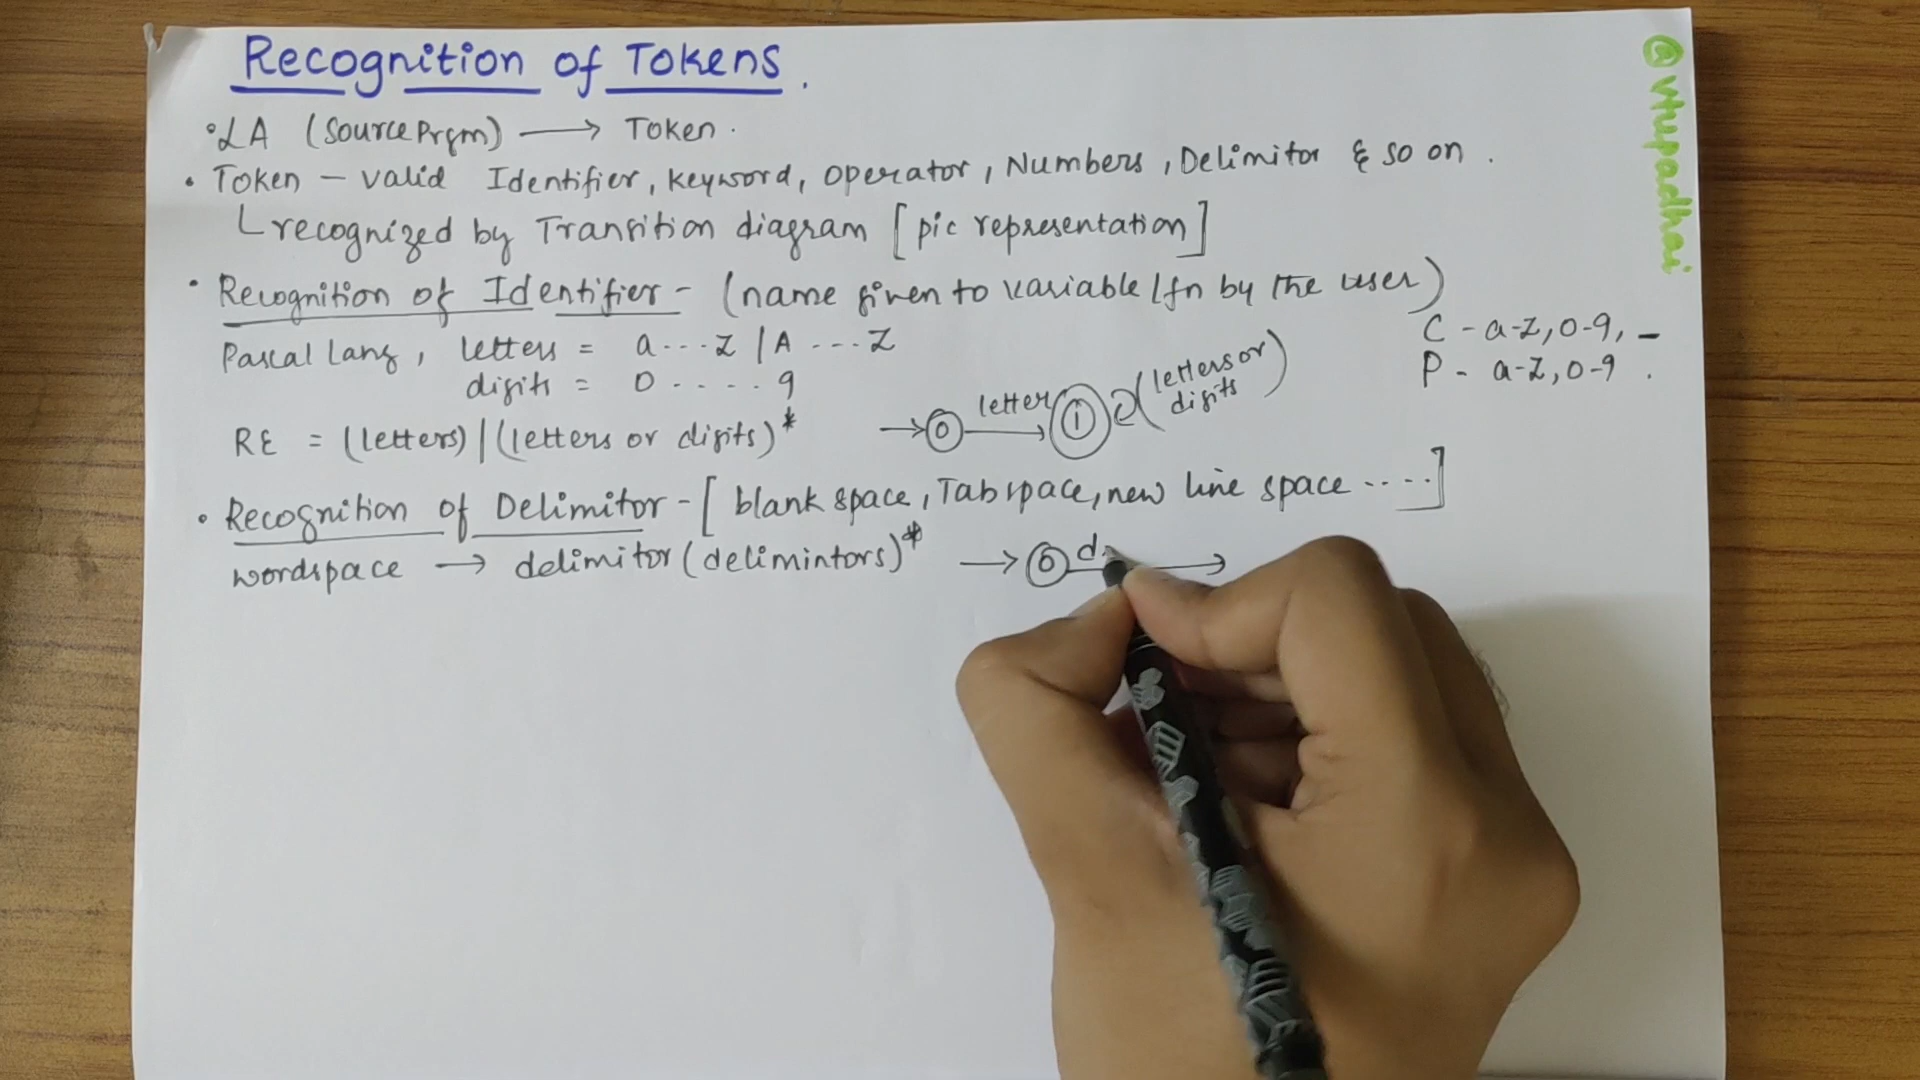 Recognition of Tokens.
LA (Source Prgm) → Token.
Token - valid Identifier, keyword, operator, Numbers, Delimitor & so on.
recognized by Transition diagram [pic representation]
Recognition of Identifier - (name given to variable/fn by the user)
C - a-z, 0-9, _
Pascal Lang, letters = a...z | A...z
P - a-z, 0-9.
digits = 0.....9
RE = (letters)|(letters or digits)*
→ 0 letter → 1 (letters or digits)
Recognition of Delimitor - [blank space, Tab space, new line space ....]
wordspace → delimitor (delimintors)*
→ 0 d
@Vtupadhai